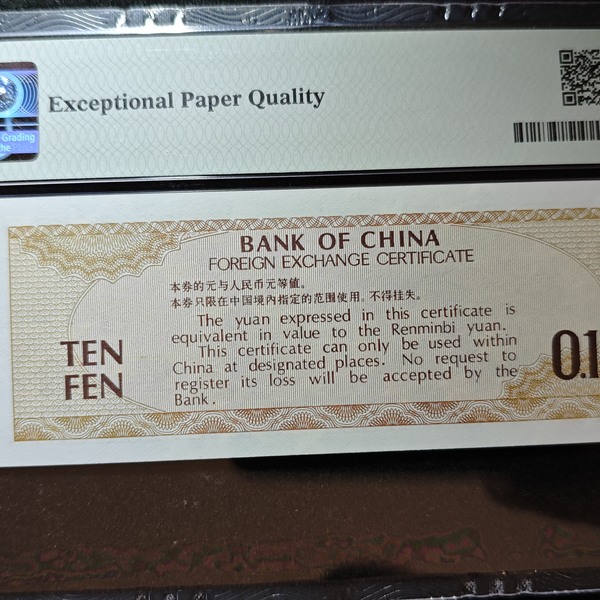 Exceptional Paper Quality
Grading
the
BANK OF CHINA
FOREIGN EXCHANGE CERTIFICATE
本券的元与人民币元等值。
本券只限在中国境内指定的范围使用。不得挂失。
The yuan expressed in this certificate is
equivalent in value to the Renminbi yuan.
This certificate can only be used within
China at designated places. No request to
register its loss will be accepted by the
Bank.
TEN
FEN
0.1